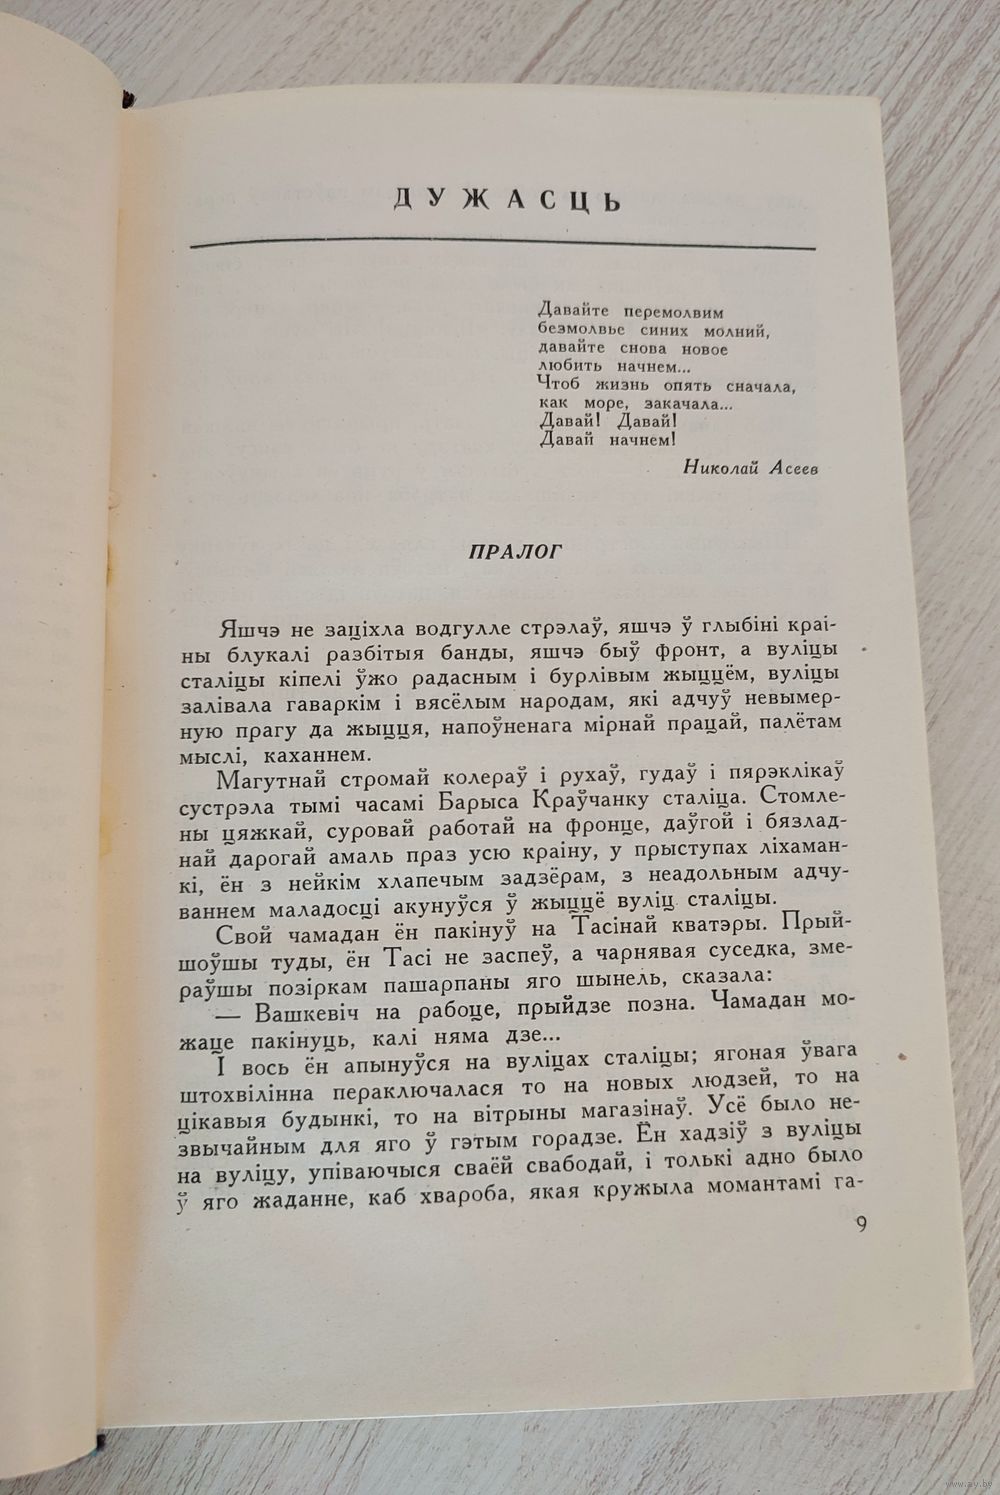 ДУЖАСЦЬ
Давайте перемолвим
безмолвье синих молний,
давайте снова новое
любить начнем...
Чтоб жизнь опять сначала,
как море, закачала...
Давай! Давай!
Давай начнем!
Николай Асеев
ПРАЛОГ
Яшчэ не заціхла водгулле стрэлаў, яшчэ ў глыбіні краі-
ны блукалі разбітыя банды, яшчэ быў фронт, а вуліцы
сталіцы кіпелі ўжо радасным і бурлівым жыццём, вуліцы
залівала гаваркім і вясёлым народам, які адчуў невымер-
ную прагу да жыцця, напоўненага мірнай працай, палётам
мыслі, каханнем.
Магутнай стромай колераў і рухаў, гудаў і пярэклікаў
сустрэла тымі часамі Барыса Краўчанку сталіца. Стомле-
ны цяжкай, суровай работай на фронце, даўгой і бязлад-
най дарогай амаль праз усю краіну, у прыступах ліхаман-
кі, ён з нейкім хлапечым задзёрам, з неадольным адчу-
ваннем маладосці акунуўся ў жыццё вуліц сталіцы.
Свой чамадан ён пакінуў на Тасінай кватэры. Прый-
шоўшы туды, ён Тасі не заспеў, а чарнявая суседка, зме-
раўшы позіркам пашарпаны яго шынель, сказала:
— Вашкевіч на рабоце, прыйдзе позна. Чамадан мо-
жаце пакінуць, калі няма дзе...
І вось ён апынуўся на вуліцах сталіцы; ягоная ўвага
штохвілінна пераключалася то на новых людзей, то на
цікавыя будынкі, то на вітрыны магазінаў. Усё было не-
звычайным для яго ў гэтым горадзе. Ён хадзіў з вуліцы
на вуліцу, упіваючыся сваёй свабодай, і толькі адно было
ў яго жаданне, каб хвароба, якая кружыла момантамі га-
9
www.ay.by